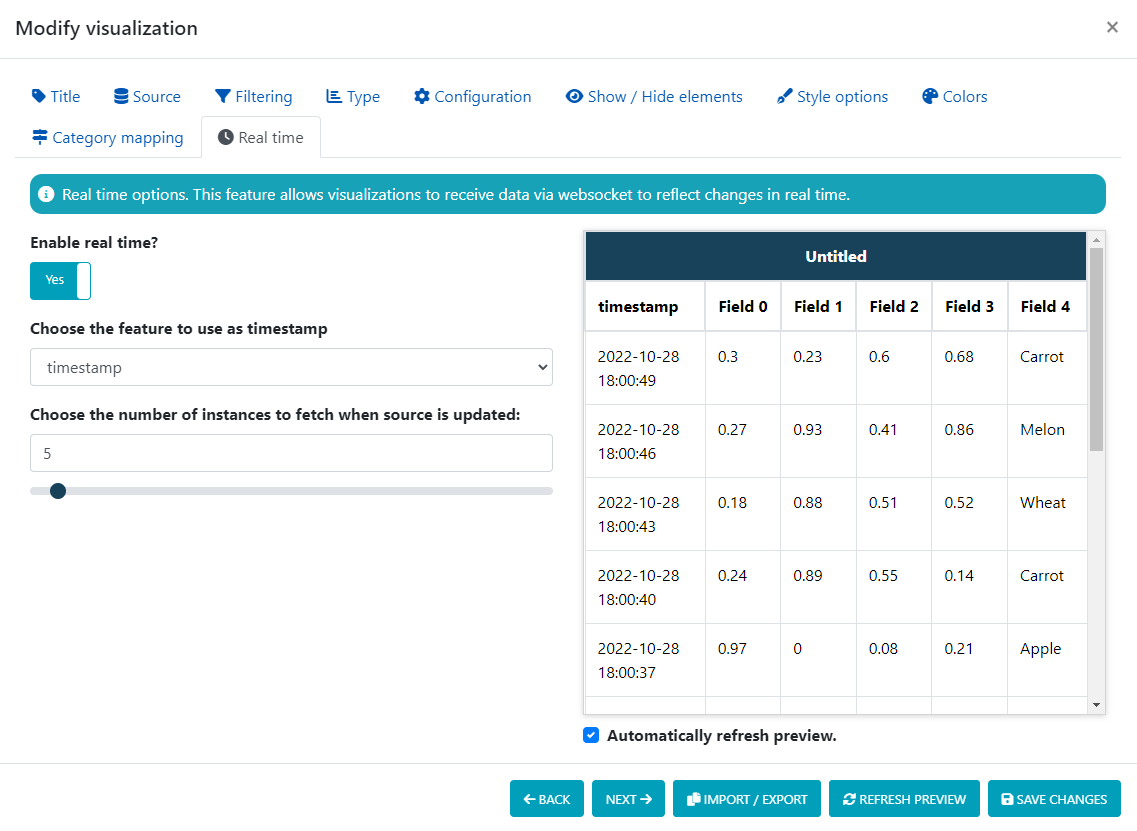 Modify visualization
×
Title Source Filtering Type Configuration Show / Hide elements Style options Colors
Category mapping Real time
Real time options. This feature allows visualizations to receive data via websocket to reflect changes in real time.
Enable real time?
Yes
Choose the feature to use as timestamp
timestamp
Choose the number of instances to fetch when source is updated:
5
Untitled
timestamp Field 0 Field 1 Field 2 Field 3 Field 4
2022-10-28 0.3 0.23 0.6 0.68 Carrot
18:00:49
2022-10-28 0.27 0.93 0.41 0.86 Melon
18:00:46
2022-10-28 0.18 0.88 0.51 0.52 Wheat
18:00:43
2022-10-28 0.24 0.89 0.55 0.14 Carrot
18:00:40
2022-10-28 0.97 0 0.08 0.21 Apple
18:00:37
Automatically refresh preview.
BACK NEXT IMPORT / EXPORT REFRESH PREVIEW SAVE CHANGES